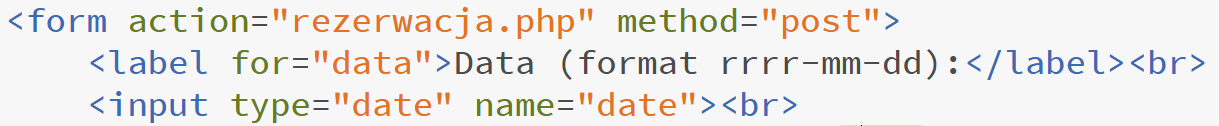 <form action="rezerwacja.php" method="post">
<label for="data">Data (format rrrr-mm-dd):</label><br>
<input type="date" name="date"><br>